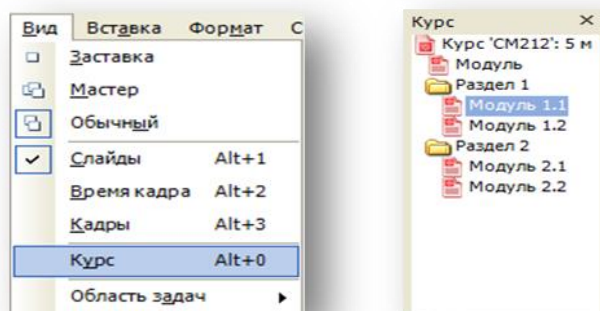 Вид Вставка Формат С
Заставка
Мастер
Обычный
Слайды Alt+1
Время кадра Alt+2
Кадры Alt+3
Курс Alt+0
Область задач
Курс
Курс 'CM212': 5 м
Модуль
Раздел 1
Модуль 1.1
Модуль 1.2
Раздел 2
Модуль 2.1
Модуль 2.2